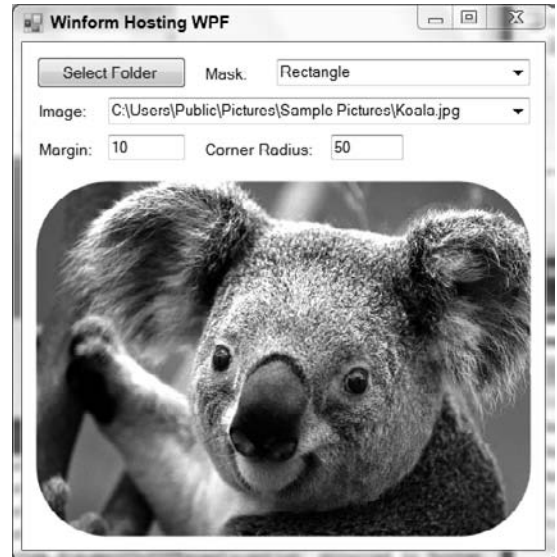 Winform Hosting WPF
Select Folder Mask: Rectangle
Image: C:\Users\Public\Pictures\Sample Pictures\Koala.jpg
Margin: 10 Corner Radius: 50